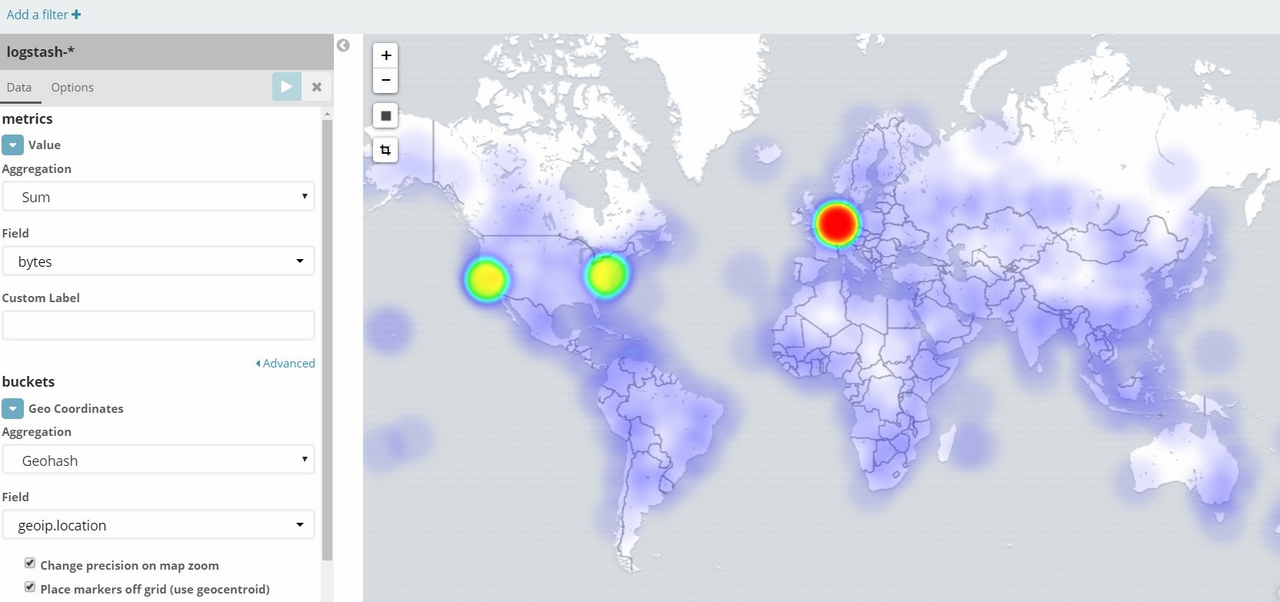 Add a filter +
logstash-*
Data Options
metrics
Value
Aggregation
Sum
Field
bytes
Custom Label
Advanced
buckets
Geo Coordinates
Aggregation
Geohash
Field
geoip.location
Change precision on map zoom
Place markers off grid (use geocentroid)
+
−